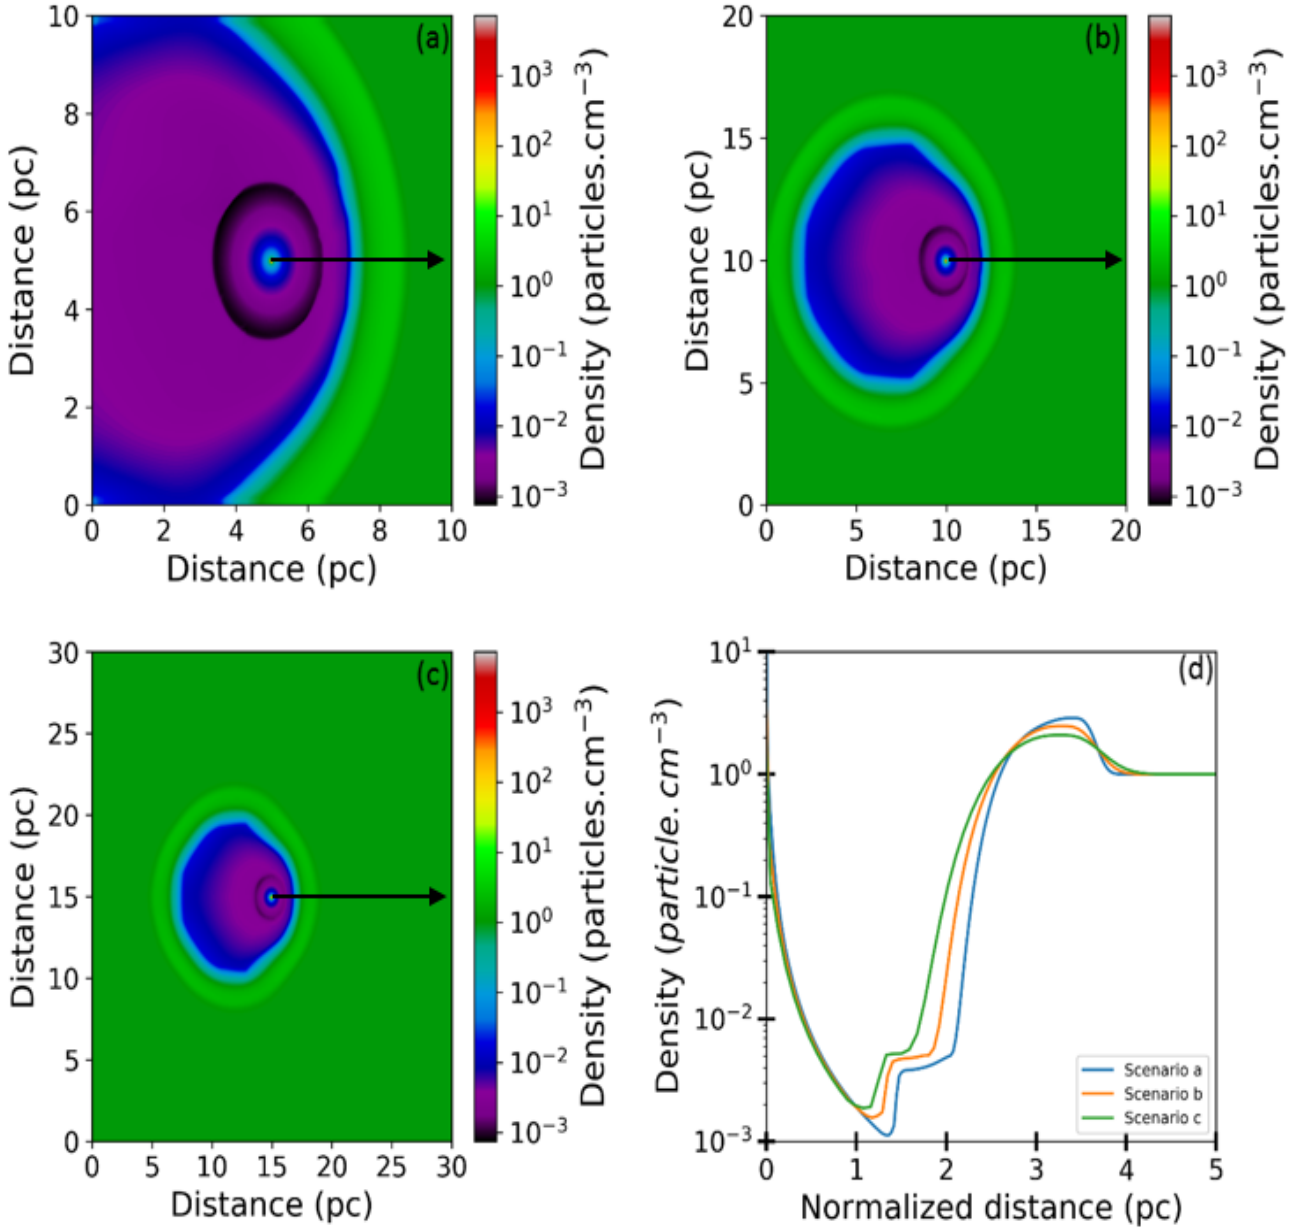 (a)
10
8
6
4
2
0
Distance (pc)
0 2 4 6 8 10
Distance (pc)
10³
10²
10¹
10⁰
10⁻¹
10⁻²
10⁻³
Density (particles.cm⁻³)
(b)
20
15
10
5
0
Distance (pc)
0 5 10 15 20
Distance (pc)
10³
10²
10¹
10⁰
10⁻¹
10⁻²
10⁻³
Density (particles.cm⁻³)
(c)
30
25
20
15
10
5
0
Distance (pc)
0 5 10 15 20 25 30
Distance (pc)
10³
10²
10¹
10⁰
10⁻¹
10⁻²
10⁻³
Density (particles.cm⁻³)
(d)
10¹
10⁰
10⁻¹
10⁻²
10⁻³
Density (particle.cm⁻³)
Scenario a
Scenario b
Scenario c
0 1 2 3 4 5
Normalized distance (pc)